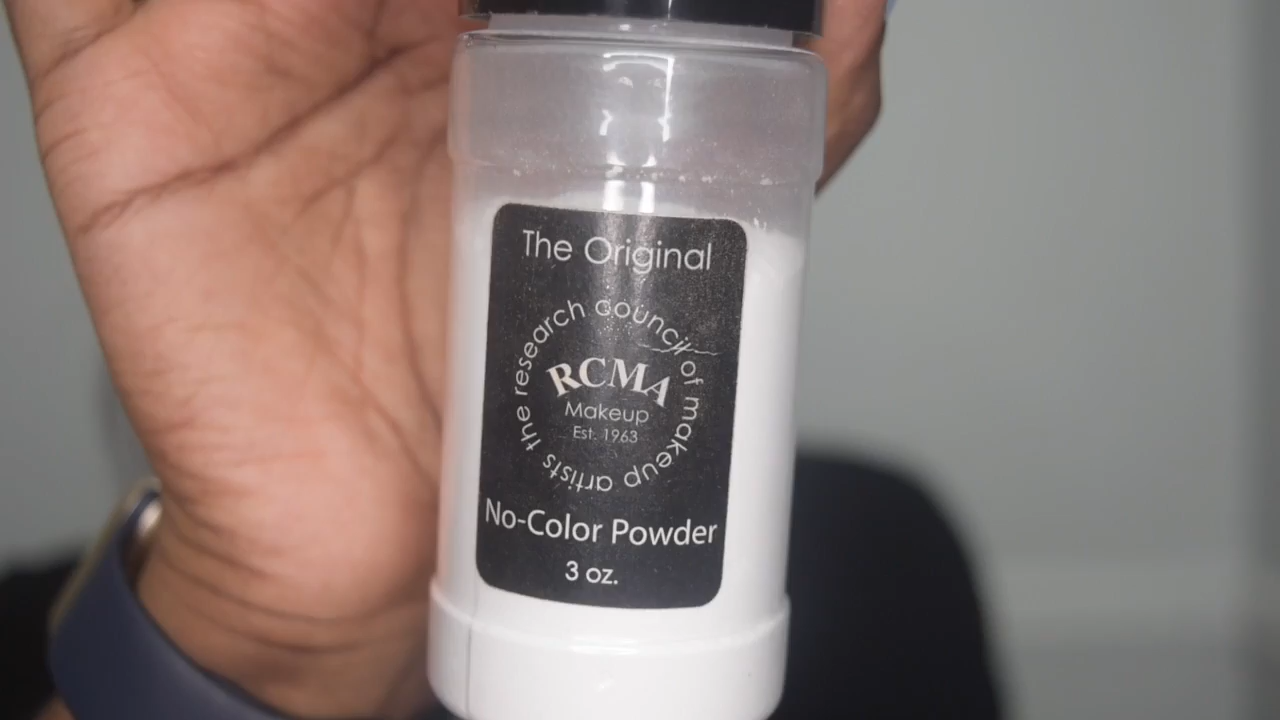 The Original
the research council of makeup artists
RCMA
Makeup
Est. 1963
No-Color Powder
3 oz.